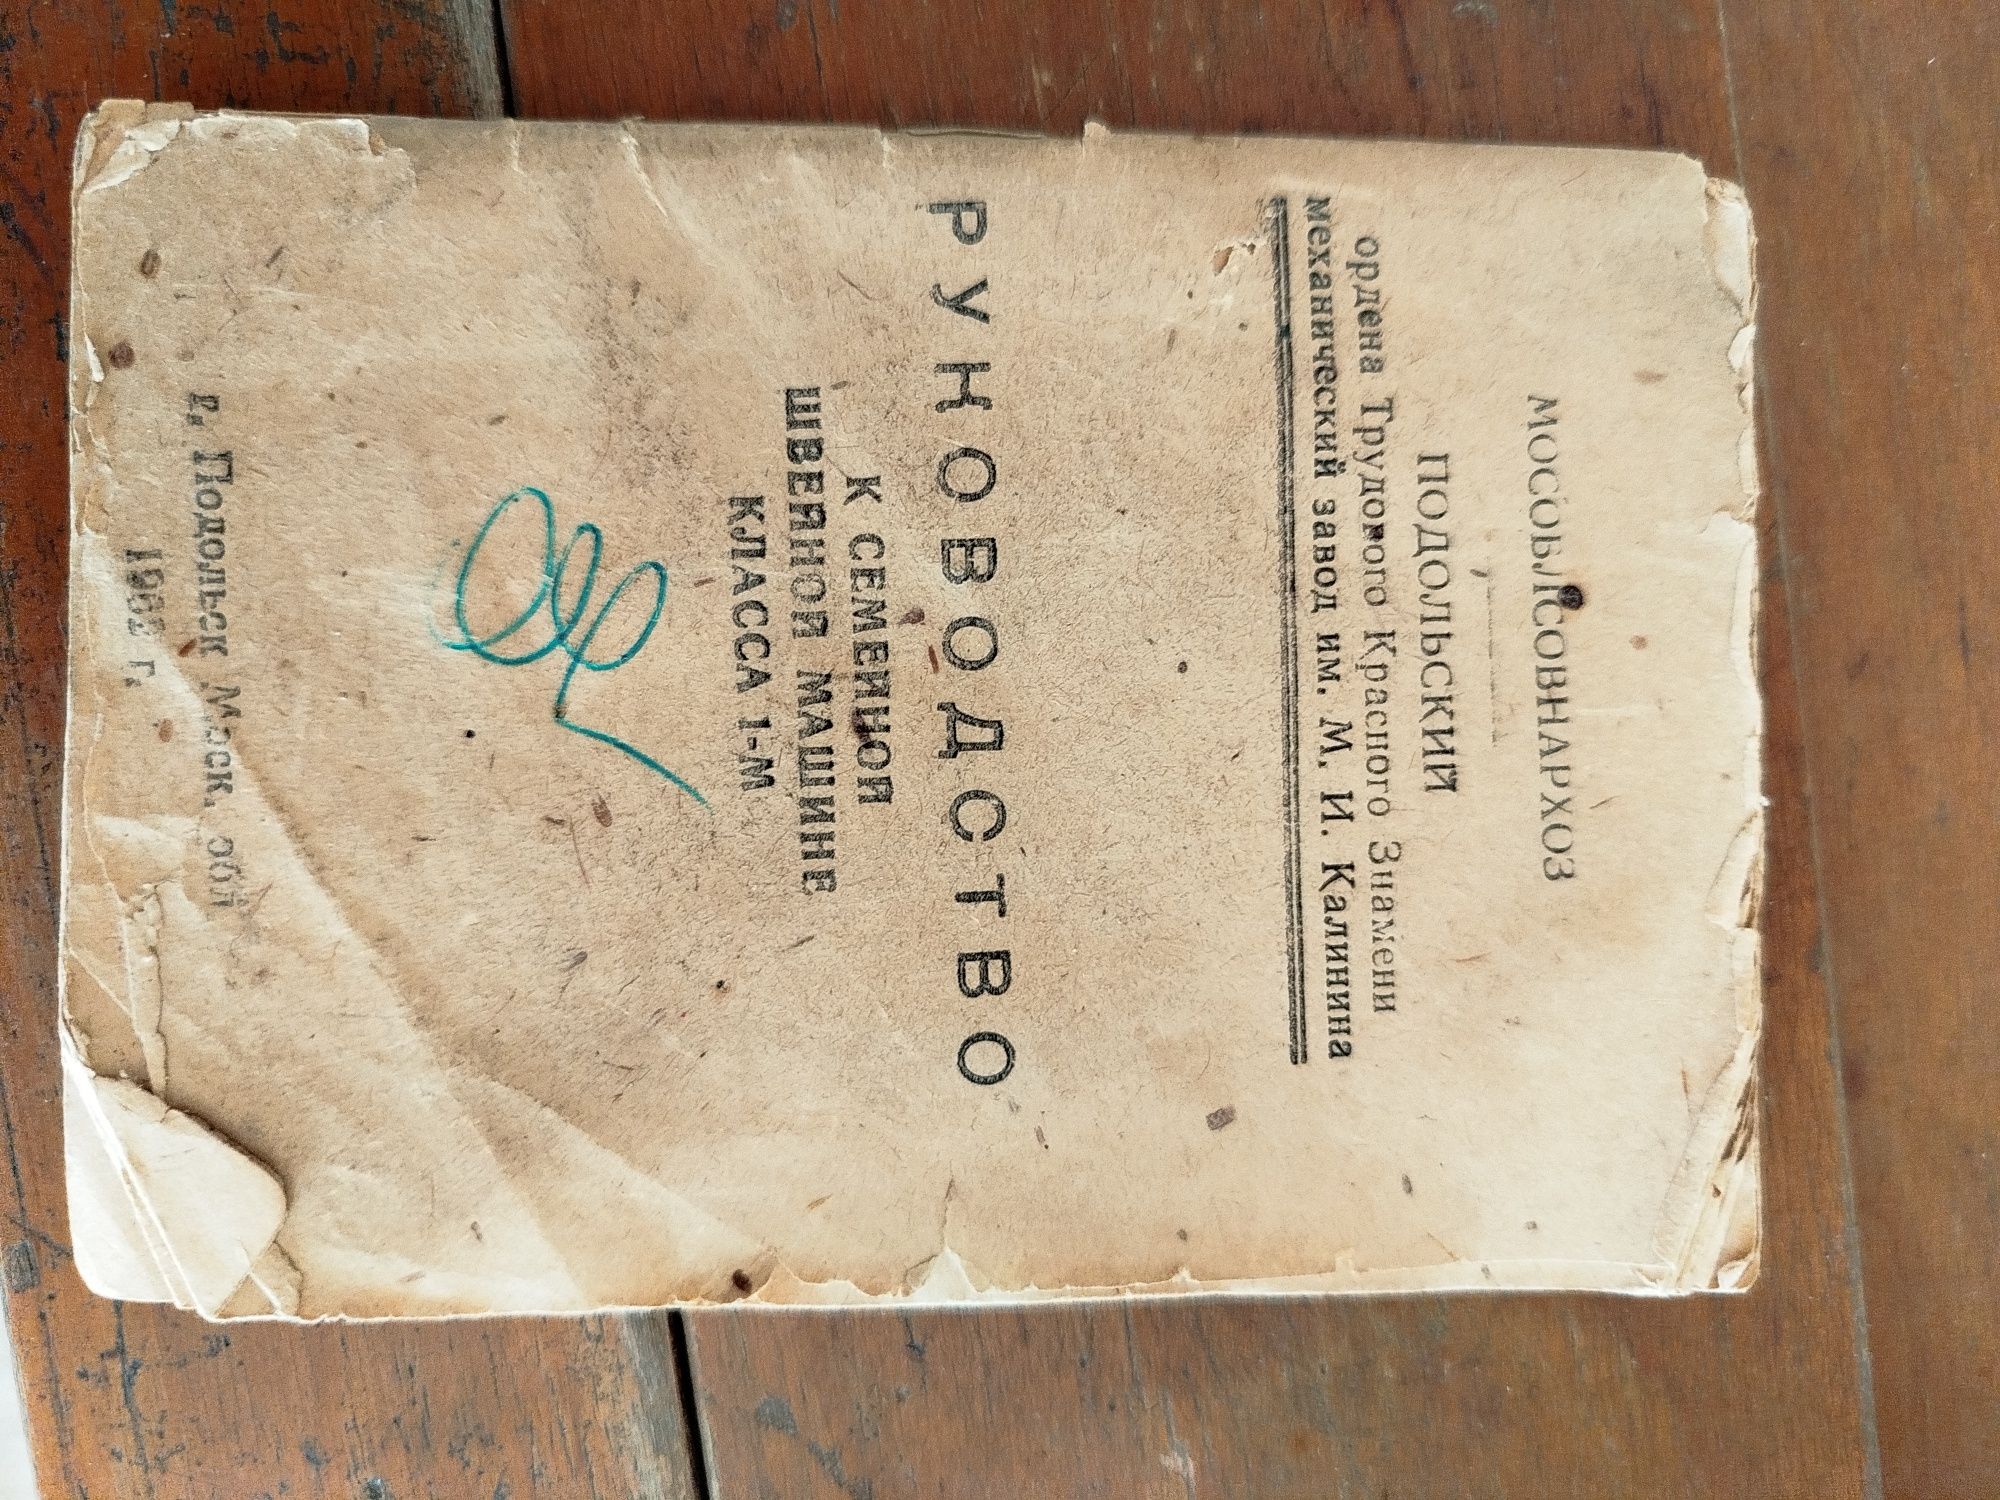 МОСОБЛСОВНАРХОЗ
ПОДОЛЬСКИЙ
ордена Трудового Красного Знамени
механический завод им. М. И. Калинина
РУКОВОДСТВО
К СЕМЕЙНОЙ
ШВЕЙНОЙ МАШИНЕ
КЛАССА 1-М
г. Подольск Моск. обл
г.